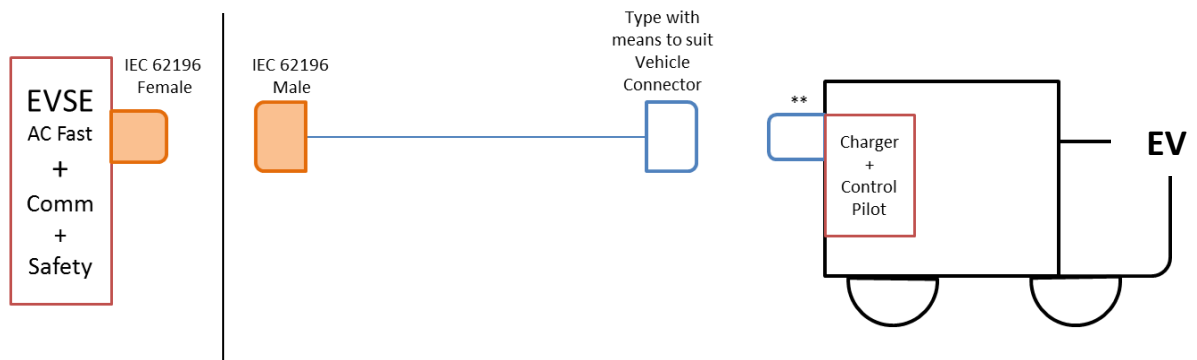 EVSE
AC Fast
+
Comm
+
Safety
IEC 62196
Female
IEC 62196
Male
Type with
means to suit
Vehicle
Connector
**
Charger
+
Control
Pilot
EV